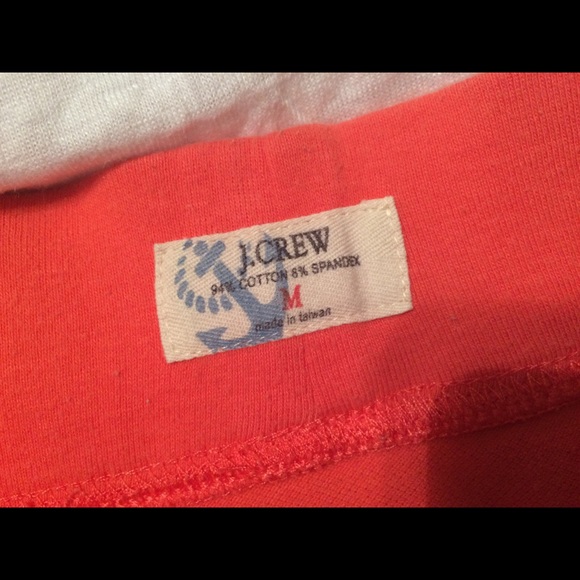 J.CREW
94% COTTON 6% SPANDEX
M
made in taiwan